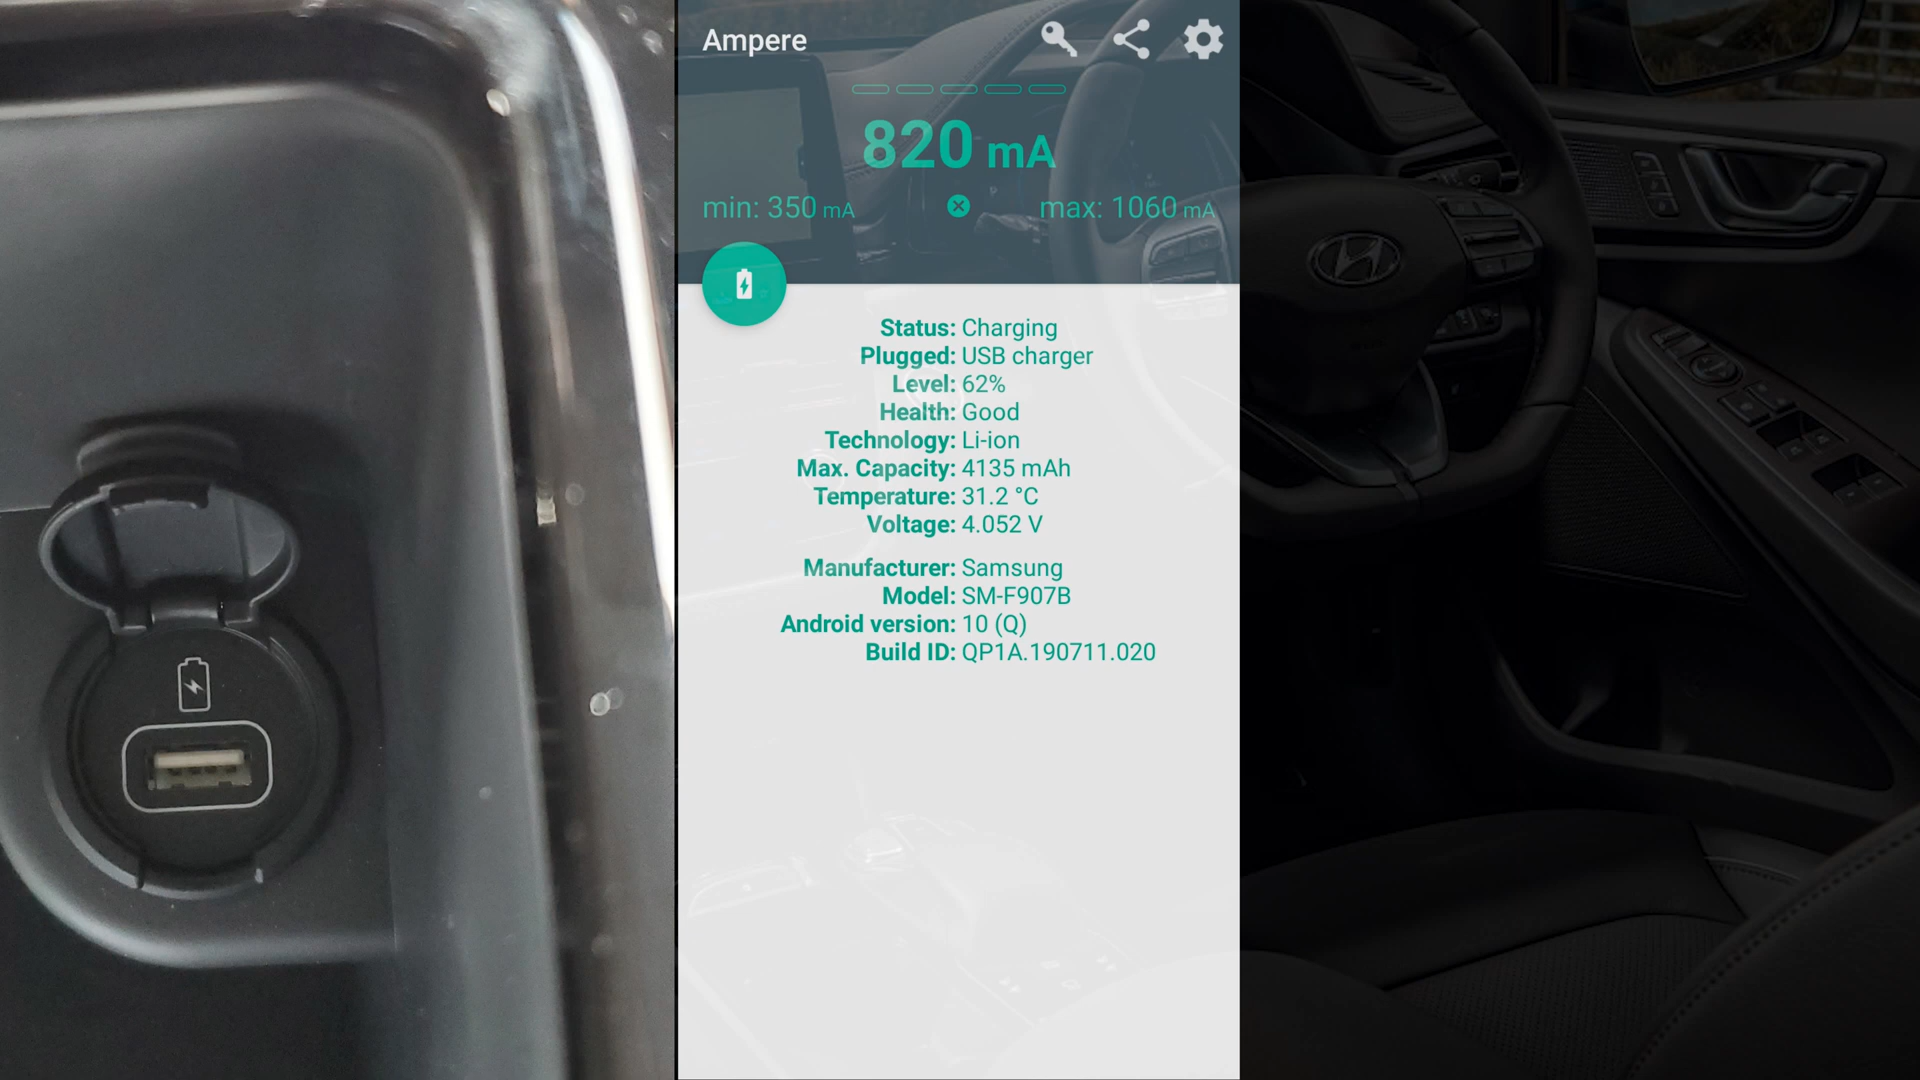 Ampere
820 mA
min: 350 mA
max: 1060 mA
Status: Charging
Plugged: USB charger
Level: 62%
Health: Good
Technology: Li-ion
Max. Capacity: 4135 mAh
Temperature: 31.2 °C
Voltage: 4.052 V
Manufacturer: Samsung
Model: SM-F907B
Android version: 10 (Q)
Build ID: QP1A.190711.020